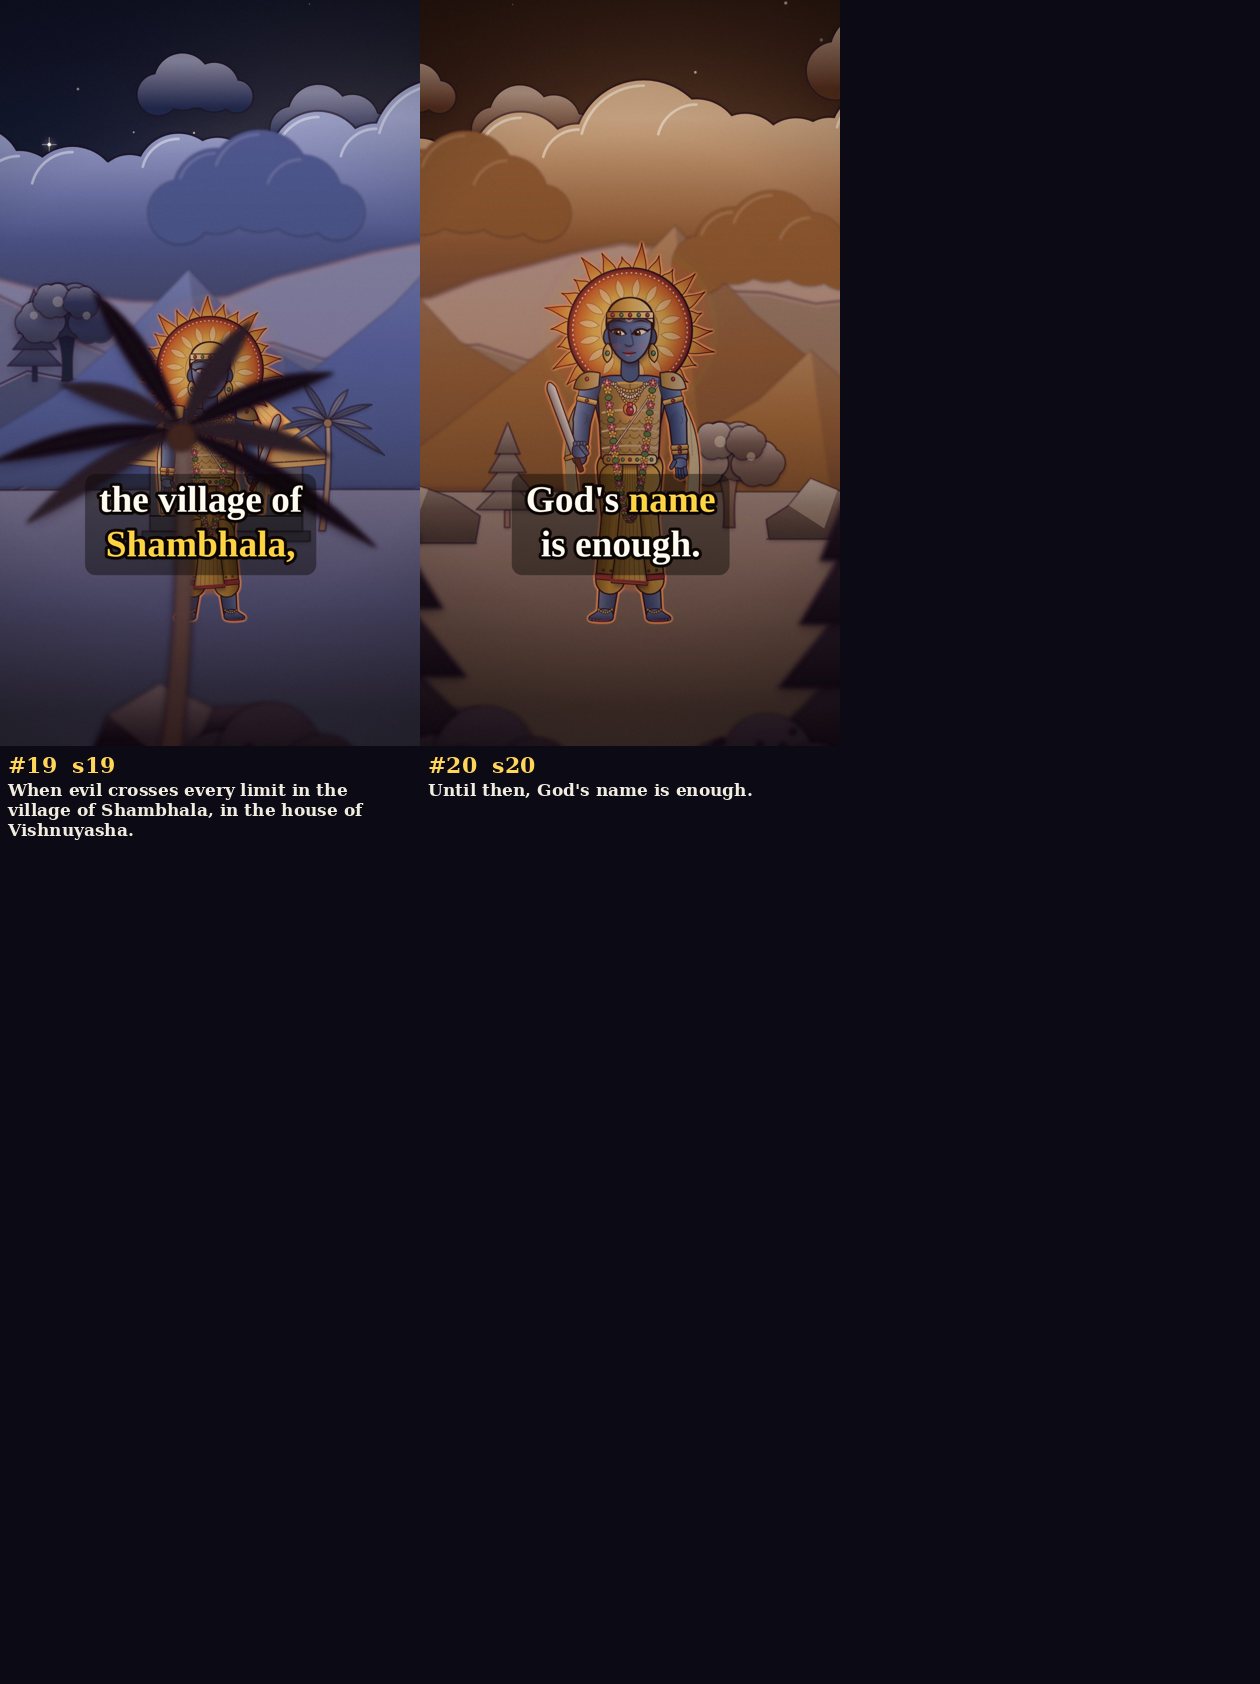 the village of
Shambhala,
God's name
is enough.
#19 s19
When evil crosses every limit in the
village of Shambhala, in the house of
Vishnuyasha.
#20 s20
Until then, God's name is enough.